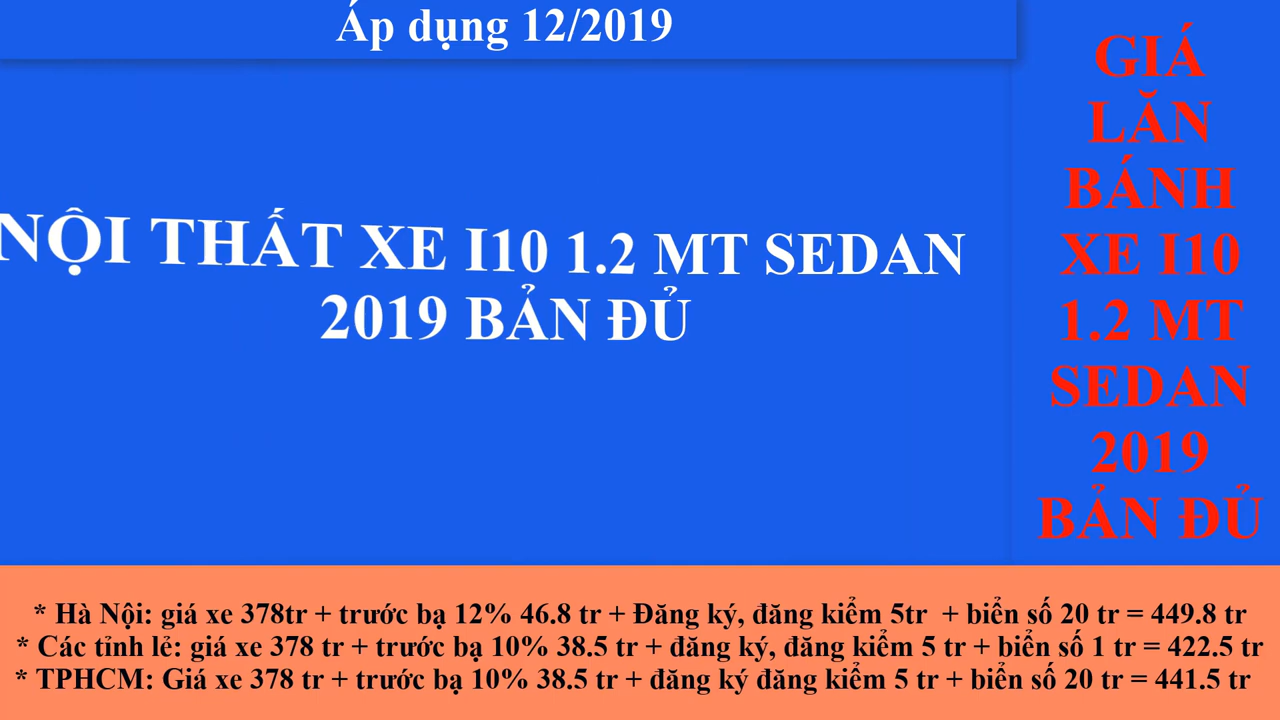 Áp dụng 12/2019
NỘI THẤT XE I10 1.2 MT SEDAN
2019 BẢN ĐỦ
GIÁ
LĂN
BÁNH
XE I10
1.2 MT
SEDAN
2019
BẢN ĐỦ
* Hà Nội: giá xe 378tr + trước bạ 12% 46.8 tr + Đăng ký, đăng kiểm 5tr  + biển số 20 tr = 449.8 tr
* Các tỉnh lẻ: giá xe 378 tr + trước bạ 10% 38.5 tr + đăng ký, đăng kiểm 5 tr + biển số 1 tr = 422.5 tr
* TPHCM: Giá xe 378 tr + trước bạ 10% 38.5 tr + đăng ký đăng kiểm 5 tr + biển số 20 tr = 441.5 tr